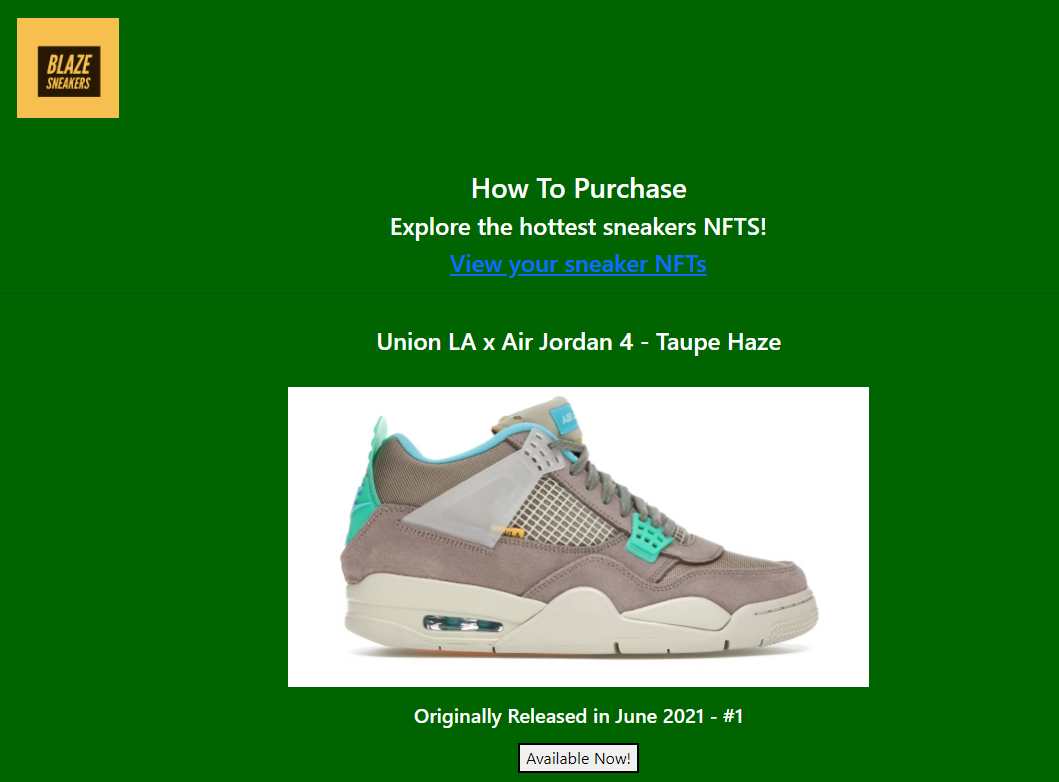 BLAZE
SNEAKERS
How To Purchase
Explore the hottest sneakers NFTS!
View your sneaker NFTs
Union LA x Air Jordan 4 - Taupe Haze
AIR
Originally Released in June 2021 - #1
Available Now!